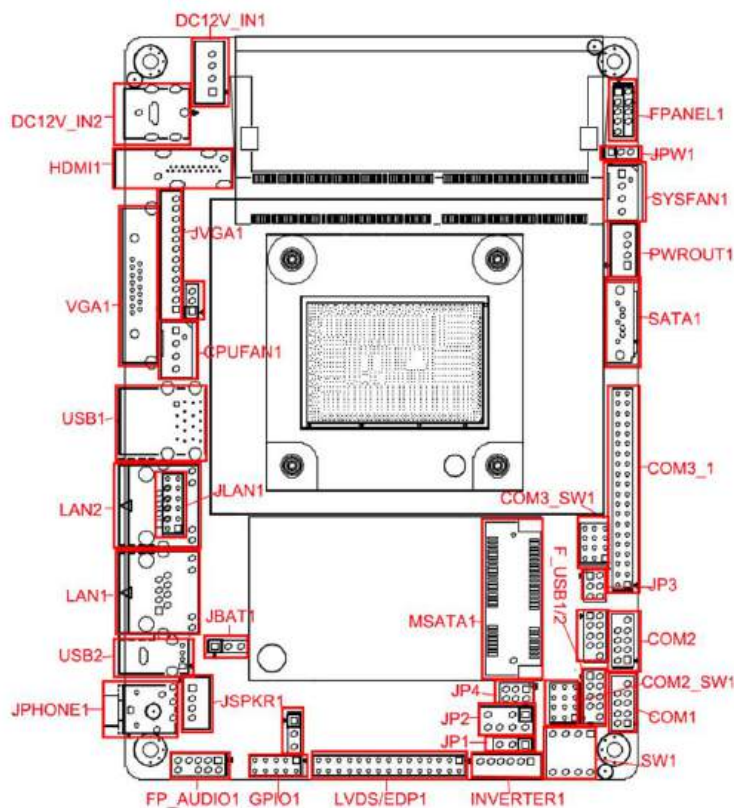 DC12V_IN1
DC12V_IN2
FPANEL1
HDMI1
JPW1
SYSFAN1
JVGA1
PWROUT1
VGA1
SATA1
CPUFAN1
USB1
COM3_1
JLAN1
COM3_SW1
LAN2
F_USB1/2
JP3
LAN1
JBAT1
MSATA1
COM2
USB2
JP4
COM2_SW1
JPHONE1
JSPKR1
JP2
COM1
JP1
SW1
FP_AUDIO1
GPIO1
LVDS/EDP1
INVERTER1